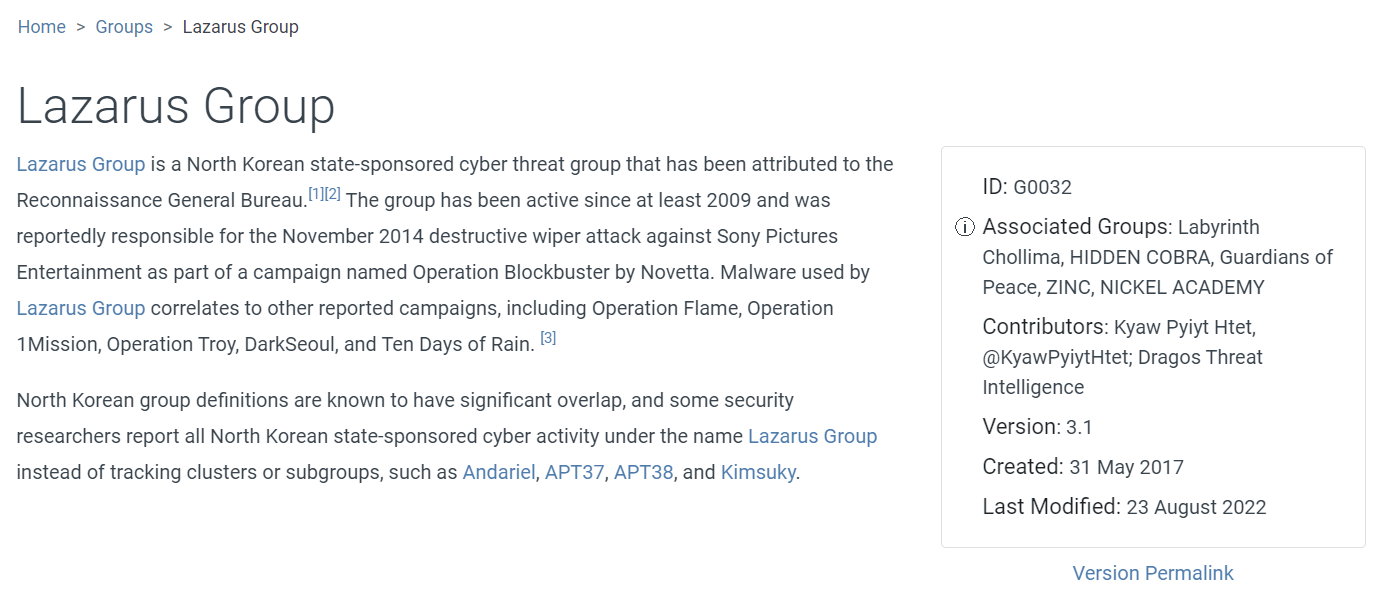 Home > Groups > Lazarus Group
Lazarus Group
Lazarus Group is a North Korean state-sponsored cyber threat group that has been attributed to the
Reconnaissance General Bureau.[1][2] The group has been active since at least 2009 and was
reportedly responsible for the November 2014 destructive wiper attack against Sony Pictures
Entertainment as part of a campaign named Operation Blockbuster by Novetta. Malware used by
Lazarus Group correlates to other reported campaigns, including Operation Flame, Operation
1Mission, Operation Troy, DarkSeoul, and Ten Days of Rain. [3]
North Korean group definitions are known to have significant overlap, and some security
researchers report all North Korean state-sponsored cyber activity under the name Lazarus Group
instead of tracking clusters or subgroups, such as Andariel, APT37, APT38, and Kimsuky.
ID: G0032
Associated Groups: Labyrinth
Chollima, HIDDEN COBRA, Guardians of
Peace, ZINC, NICKEL ACADEMY
Contributors: Kyaw Pyiyt Htet,
@KyawPyiytHtet; Dragos Threat
Intelligence
Version: 3.1
Created: 31 May 2017
Last Modified: 23 August 2022
Version Permalink